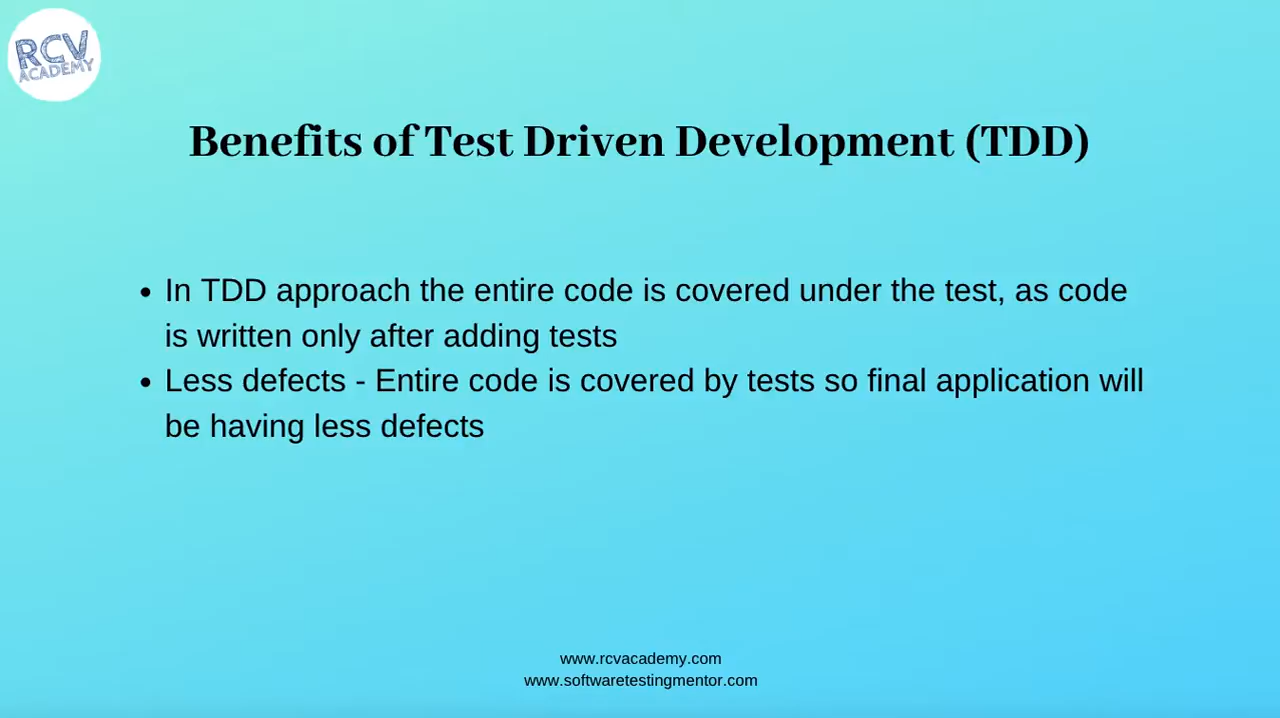 RCV
ACADEMY
Benefits of Test Driven Development (TDD)
• In TDD approach the entire code is covered under the test, as code
is written only after adding tests
• Less defects - Entire code is covered by tests so final application will
be having less defects
www.rcvacademy.com
www.softwaretestingmentor.com